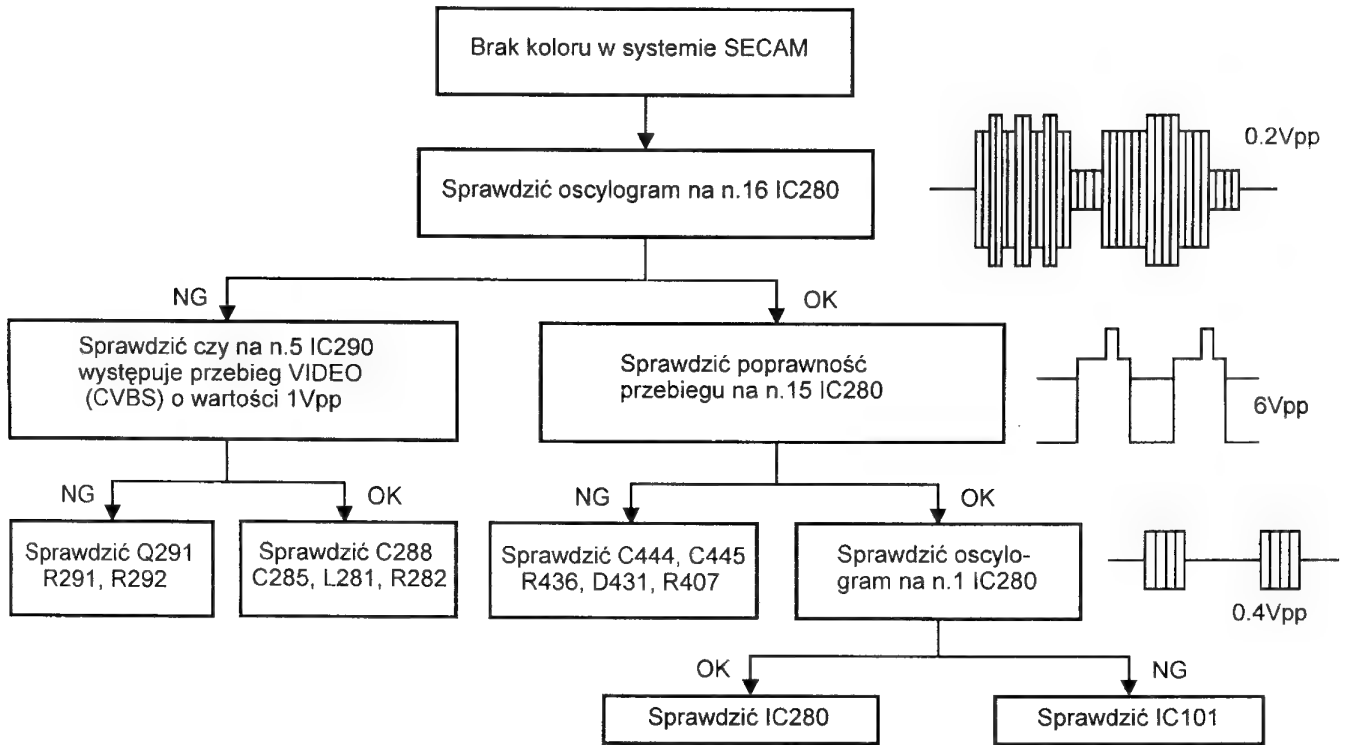 Brak koloru w systemie SECAM
0.2Vpp
Sprawdzić oscylogram na n.16 IC280
NG
OK
Sprawdzić czy na n.5 IC290
występuje przebieg VIDEO
(CVBS) o wartości 1Vpp
Sprawdzić poprawność
przebiegu na n.15 IC280
6Vpp
NG
OK
NG
OK
Sprawdzić Q291
R291, R292
Sprawdzić C288
C285, L281, R282
Sprawdzić C444, C445
R436, D431, R407
Sprawdzić oscylo-
gram na n.1 IC280
0.4Vpp
OK
NG
Sprawdzić IC280
Sprawdzić IC101